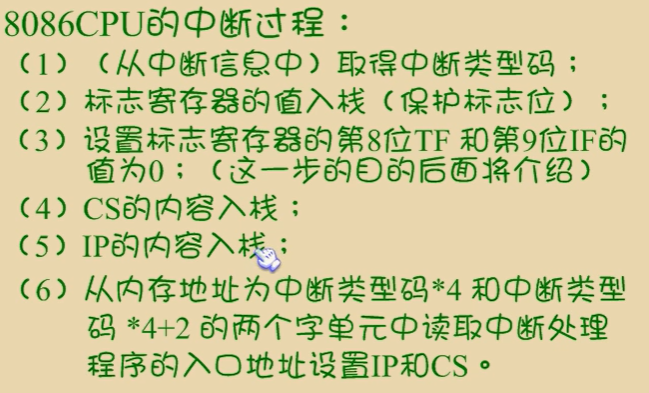 8086CPU的中断过程：
（1）（从中断信息中）取得中断类型码；
（2）标志寄存器的值入栈（保护标志位）；
（3）设置标志寄存器的第8位TF 和第9位IF的
值为0；（这一步的目的后面将介绍）
（4）CS的内容入栈；
（5）IP的内容入栈；
（6）从内存地址为中断类型码*4 和中断类型
码 *4+2 的两个字单元中读取中断处理
程序的入口地址设置IP和CS。